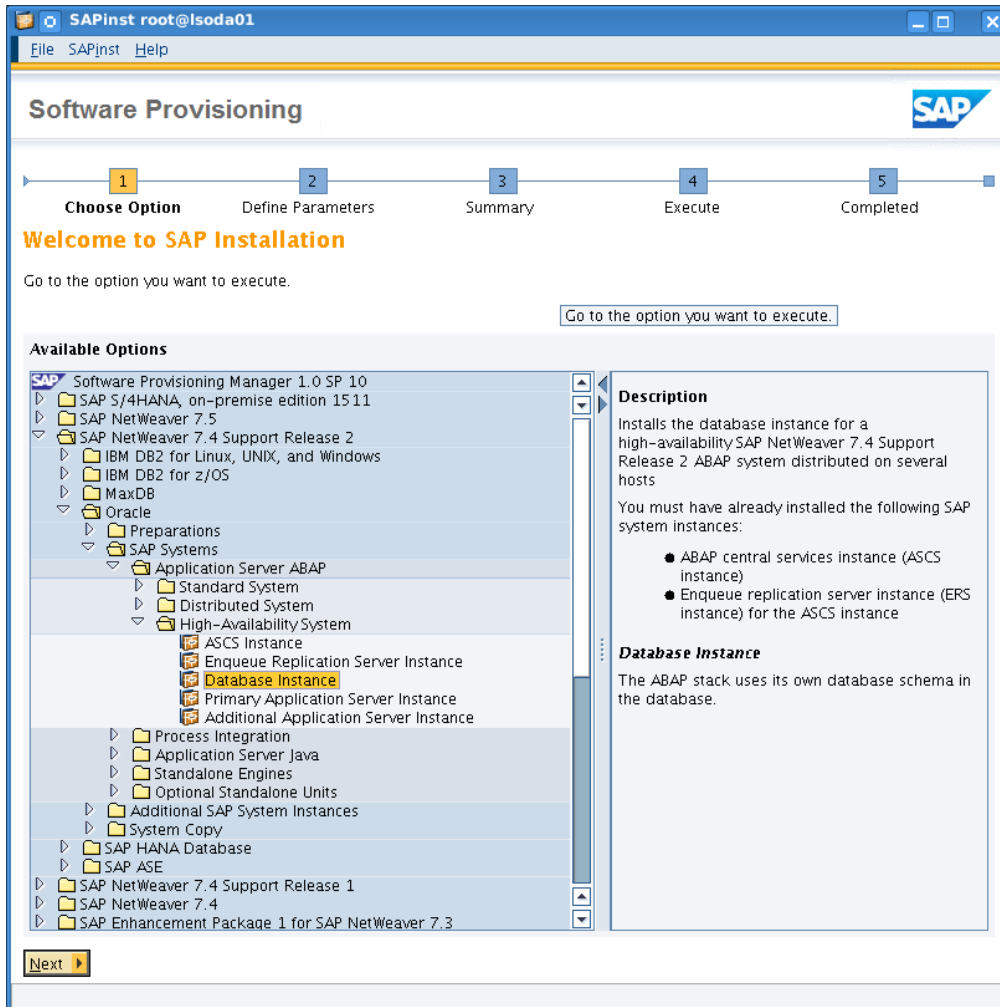 SAPinst root@lsoda01
File SAPinst Help
Software Provisioning
SAP
1 2 3 4 5
Choose Option Define Parameters Summary Execute Completed
Welcome to SAP Installation
Go to the option you want to execute.
Go to the option you want to execute.
Available Options
SAP Software Provisioning Manager 1.0 SP 10
SAP S/4HANA, on-premise edition 1511
SAP NetWeaver 7.5
SAP NetWeaver 7.4 Support Release 2
IBM DB2 for Linux, UNIX, and Windows
IBM DB2 for z/OS
MaxDB
Oracle
Preparations
SAP Systems
Application Server ABAP
Standard System
Distributed System
High-Availability System
ASCS Instance
Enqueue Replication Server Instance
Database Instance
Primary Application Server Instance
Additional Application Server Instance
Process Integration
Application Server Java
Standalone Engines
Optional Standalone Units
Additional SAP System Instances
System Copy
SAP HANA Database
SAP ASE
SAP NetWeaver 7.4 Support Release 1
SAP NetWeaver 7.4
SAP Enhancement Package 1 for SAP NetWeaver 7.3
Description
Installs the database instance for a
high-availability SAP NetWeaver 7.4 Support
Release 2 ABAP system distributed on several
hosts
You must have already installed the following SAP
system instances:
● ABAP central services instance (ASCS
instance)
● Enqueue replication server instance (ERS
instance) for the ASCS instance
Database Instance
The ABAP stack uses its own database schema in
the database.
Next